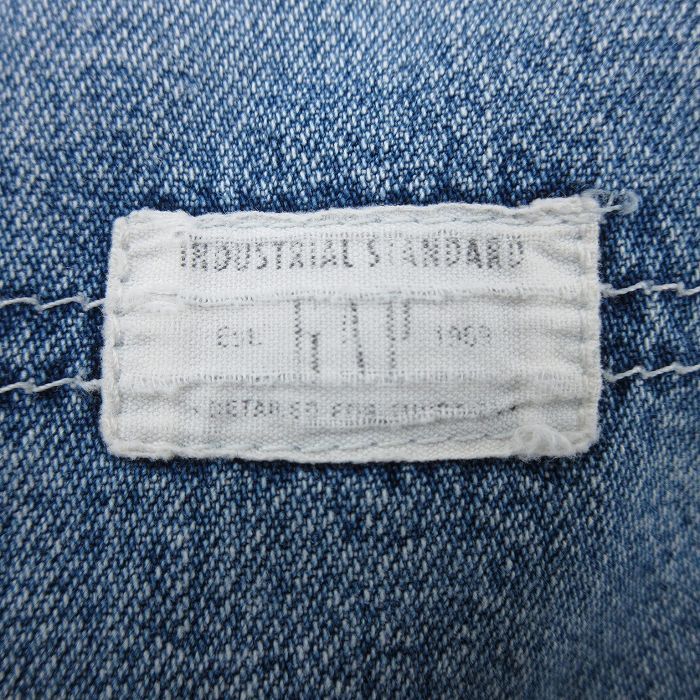 INDUSTRIAL STANDARD
EST. GAP 1969
DETAILED FOR